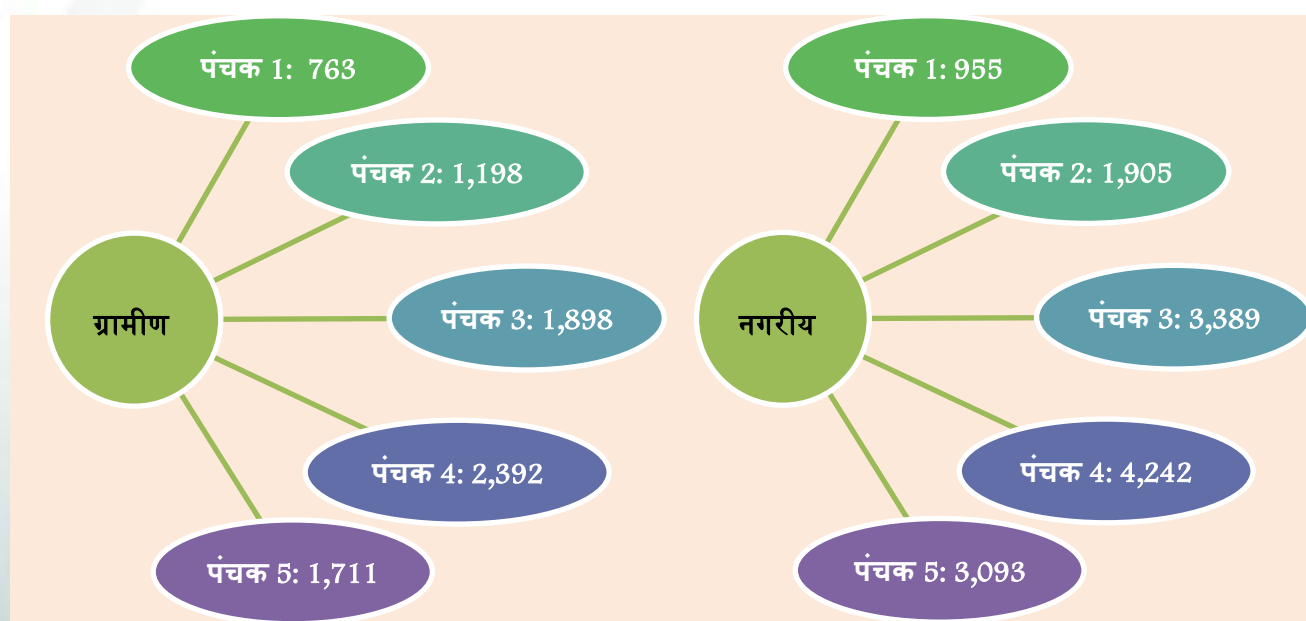 पंचक 1: 763
पंचक 2: 1,198
ग्रामीण
पंचक 3: 1,898
पंचक 4: 2,392
पंचक 5: 1,711
पंचक 1: 955
पंचक 2: 1,905
नगरीय
पंचक 3: 3,389
पंचक 4: 4,242
पंचक 5: 3,093